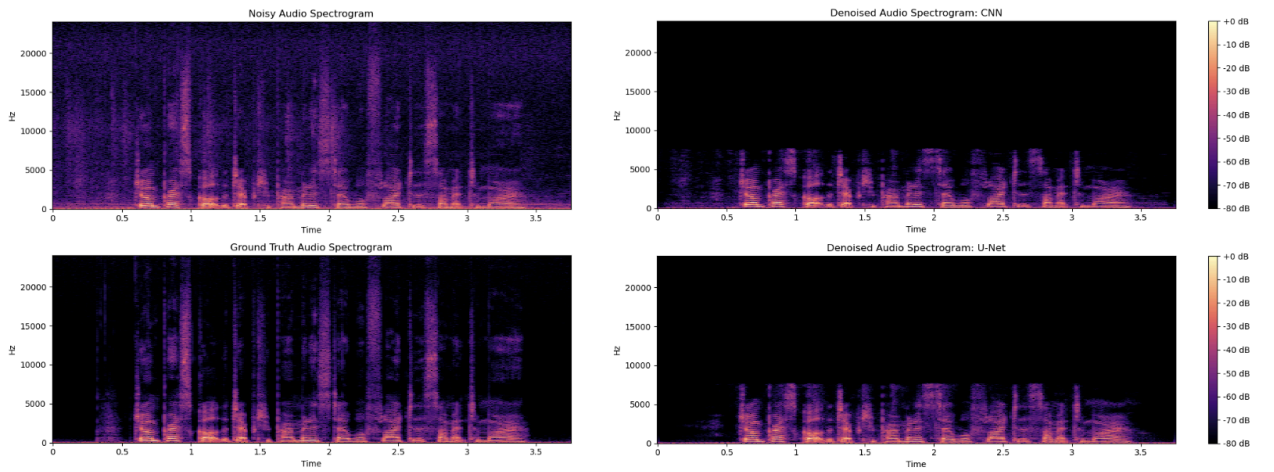 Noisy Audio Spectrogram
Hz
20000
15000
10000
5000
0
0 0.5 1 1.5 2 2.5 3 3.5
Time
Denoised Audio Spectrogram: CNN
Hz
20000
15000
10000
5000
0
0 0.5 1 1.5 2 2.5 3 3.5
Time
+0 dB
-10 dB
-20 dB
-30 dB
-40 dB
-50 dB
-60 dB
-70 dB
-80 dB
Ground Truth Audio Spectrogram
Hz
20000
15000
10000
5000
0
0 0.5 1 1.5 2 2.5 3 3.5
Time
Denoised Audio Spectrogram: U-Net
Hz
20000
15000
10000
5000
0
0 0.5 1 1.5 2 2.5 3 3.5
Time
+0 dB
-10 dB
-20 dB
-30 dB
-40 dB
-50 dB
-60 dB
-70 dB
-80 dB